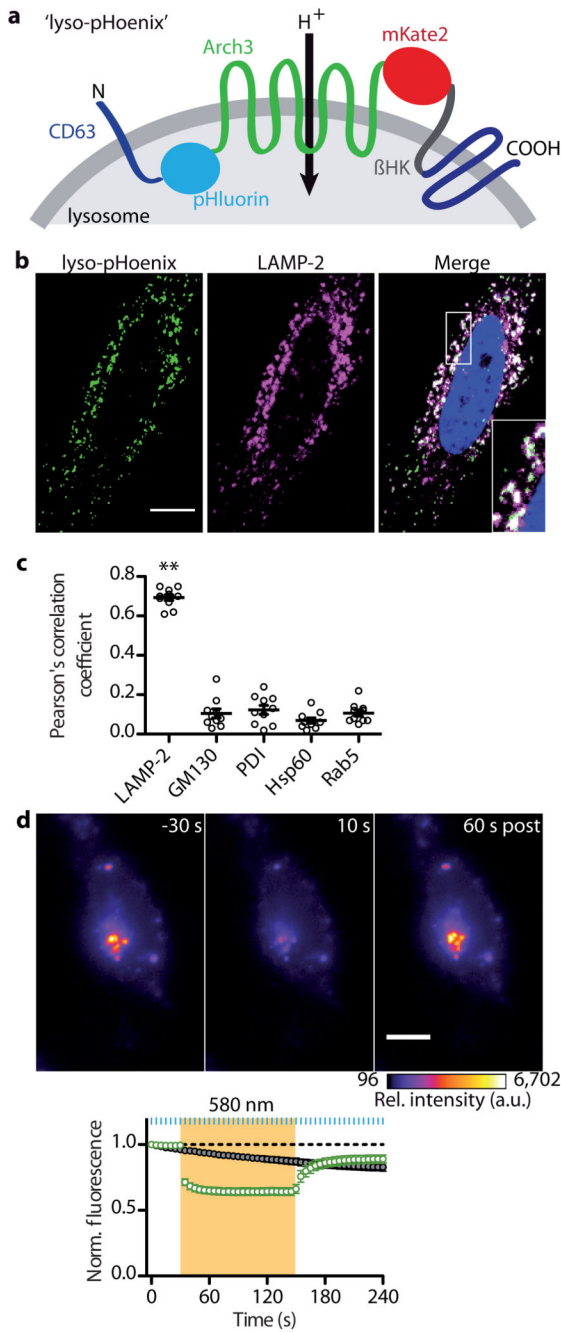 a
'lyso-pHoenix'
H+
mKate2
Arch3
N
CD63
COOH
ßHK
pHluorin
lysosome
b
lyso-pHoenix
LAMP-2
Merge
c
**
Pearson's correlation
coefficient
0.8
0.6
0.4
0.2
0.0
LAMP-2
GM130
PDI
Hsp60
Rab5
d
-30 s
10 s
60 s post
96
6,702
Rel. intensity (a.u.)
580 nm
Norm. fluorescence
1.0
0.5
0.0
0
60
120
180
240
Time (s)